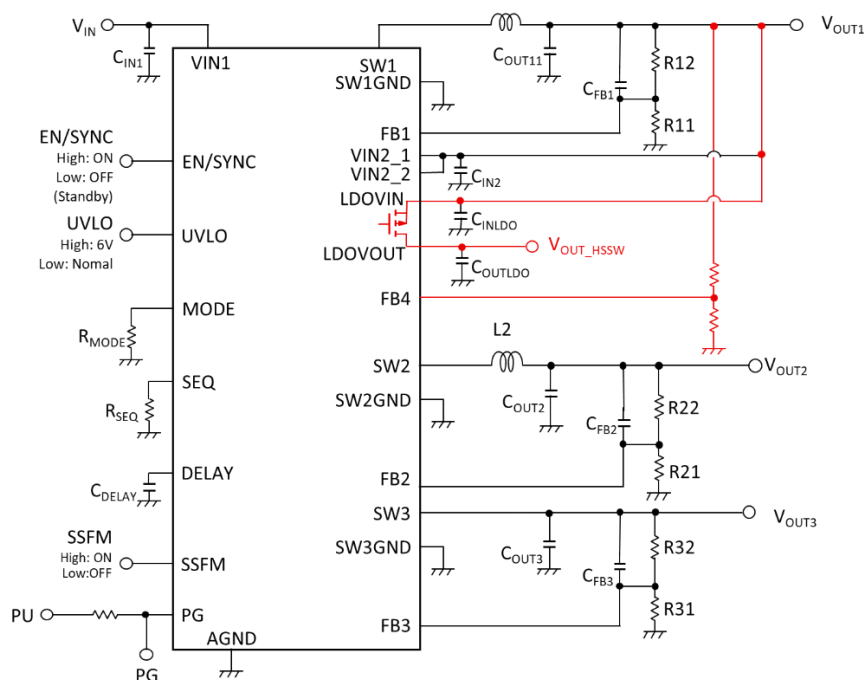 VIN
CIN1
VIN1
SW1
SW1GND
COUT11
CFB1
R12
R11
VOUT1
FB1
EN/SYNC
High: ON
Low: OFF
(Standby)
EN/SYNC
VIN2_1
VIN2_2
CIN2
LDOVIN
CINLDO
UVLO
High: 6V
Low: Nomal
UVLO
LDOVOUT
VOUT_HSSW
COUTLDO
MODE
RMODE
FB4
L2
SW2
VOUT2
SEQ
RSEQ
SW2GND
COUT2
CFB2
R22
R21
DELAY
CDELAY
FB2
SW3
VOUT3
SSFM
High: ON
Low:OFF
SSFM
SW3GND
COUT3
CFB3
R32
R31
PU
PG
FB3
AGND
PG